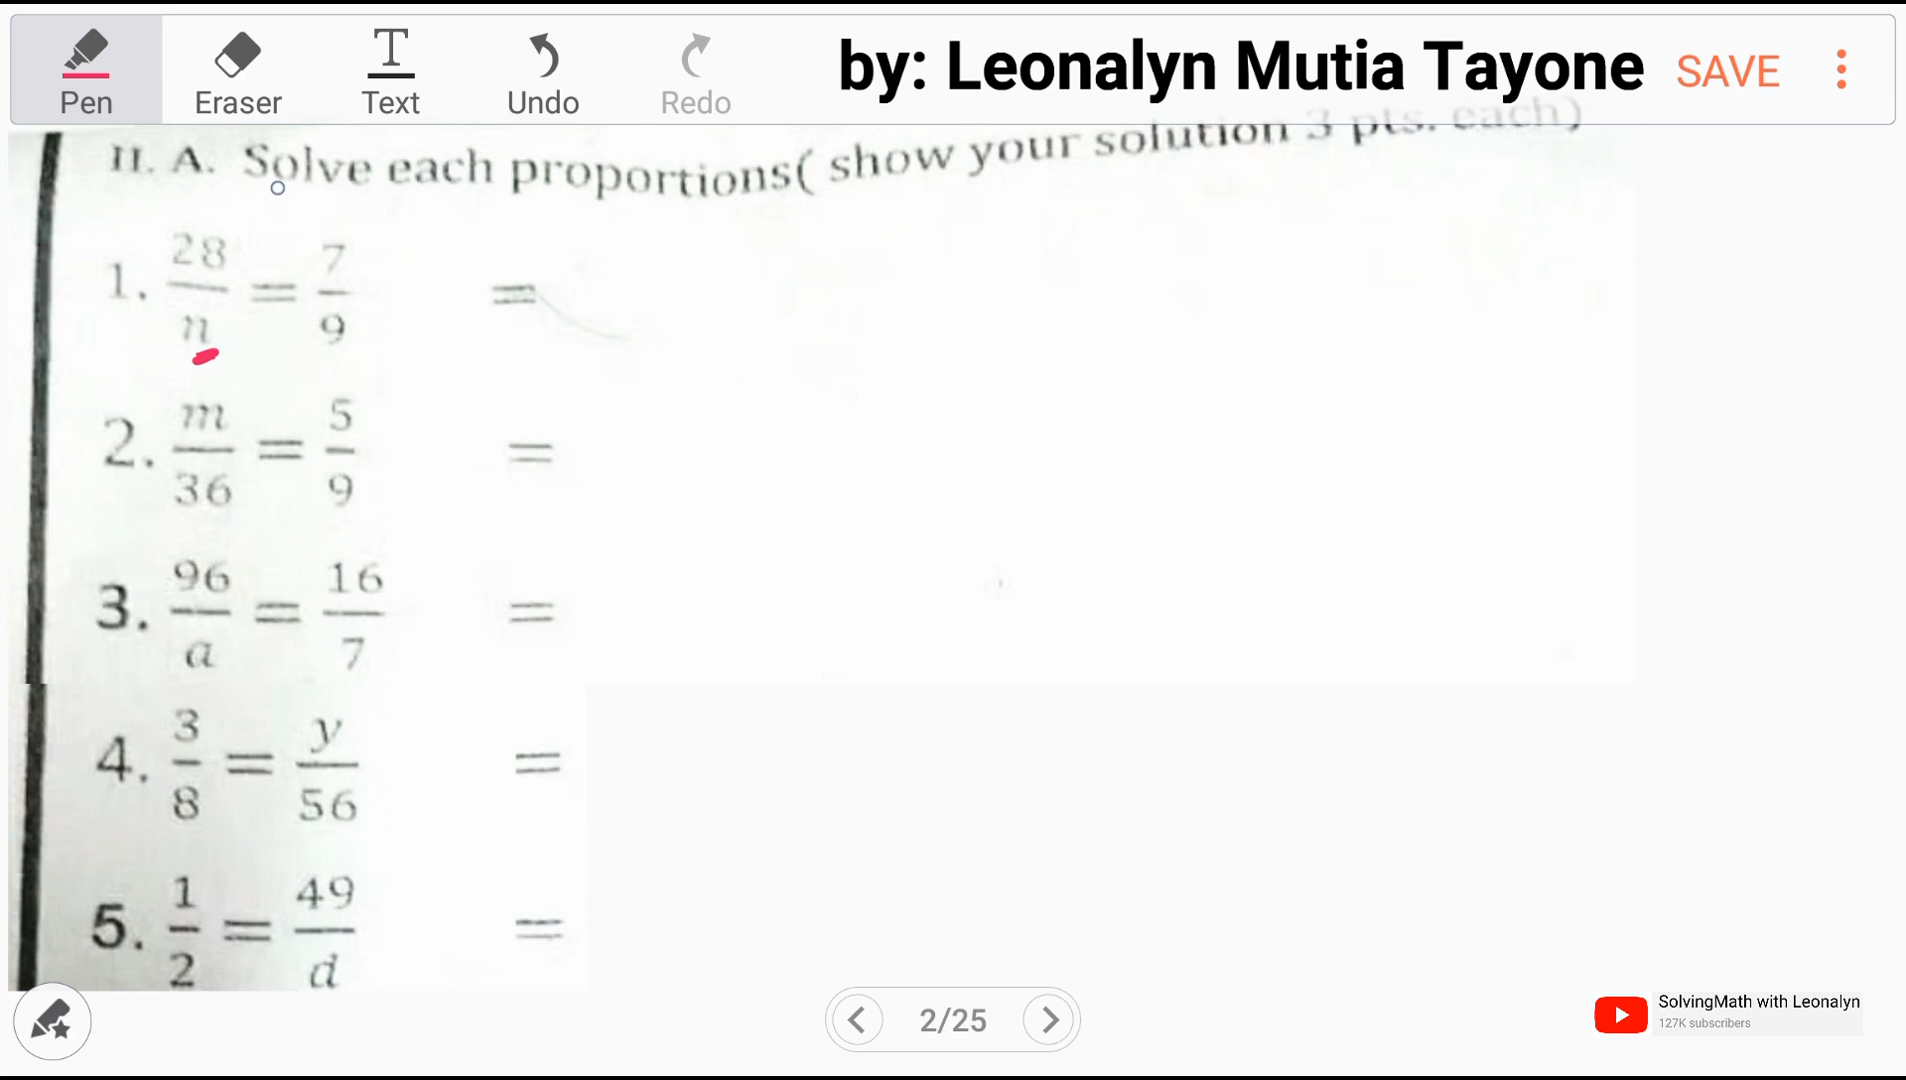 Pen Eraser Text Undo Redo by: Leonalyn Mutia Tayone SAVE
II. A. Solve each proportions( show your solution 3 pts. each)
1. 28/n = 7/9 =
2. m/36 = 5/9 =
3. 96/a = 16/7 =
4. 3/8 = y/56 =
5. 1/2 = 49/d =
2/25
SolvingMath with Leonalyn
127K subscribers